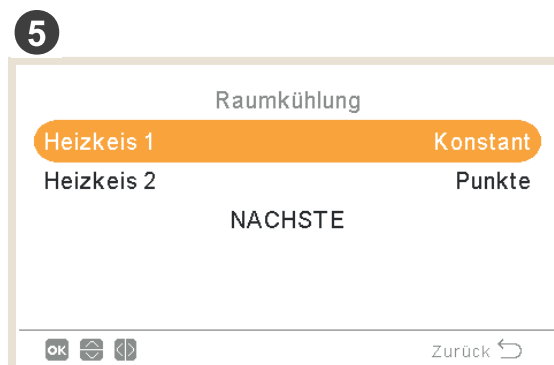 5
Raumkühlung
Heizkeis 1 Konstant
Heizkeis 2 Punkte
NACHSTE
OK Zurück